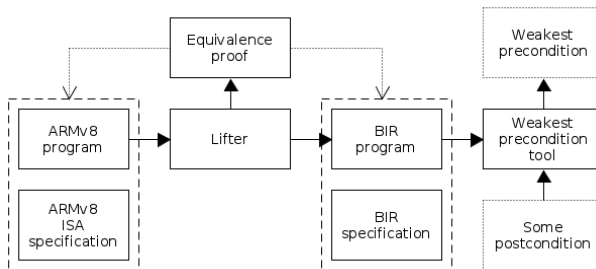 Equivalence
proof
Weakest
precondition
ARMv8
program
Lifter
BIR
program
Weakest
precondition
tool
ARMv8
ISA
specification
BIR
specification
Some
postcondition